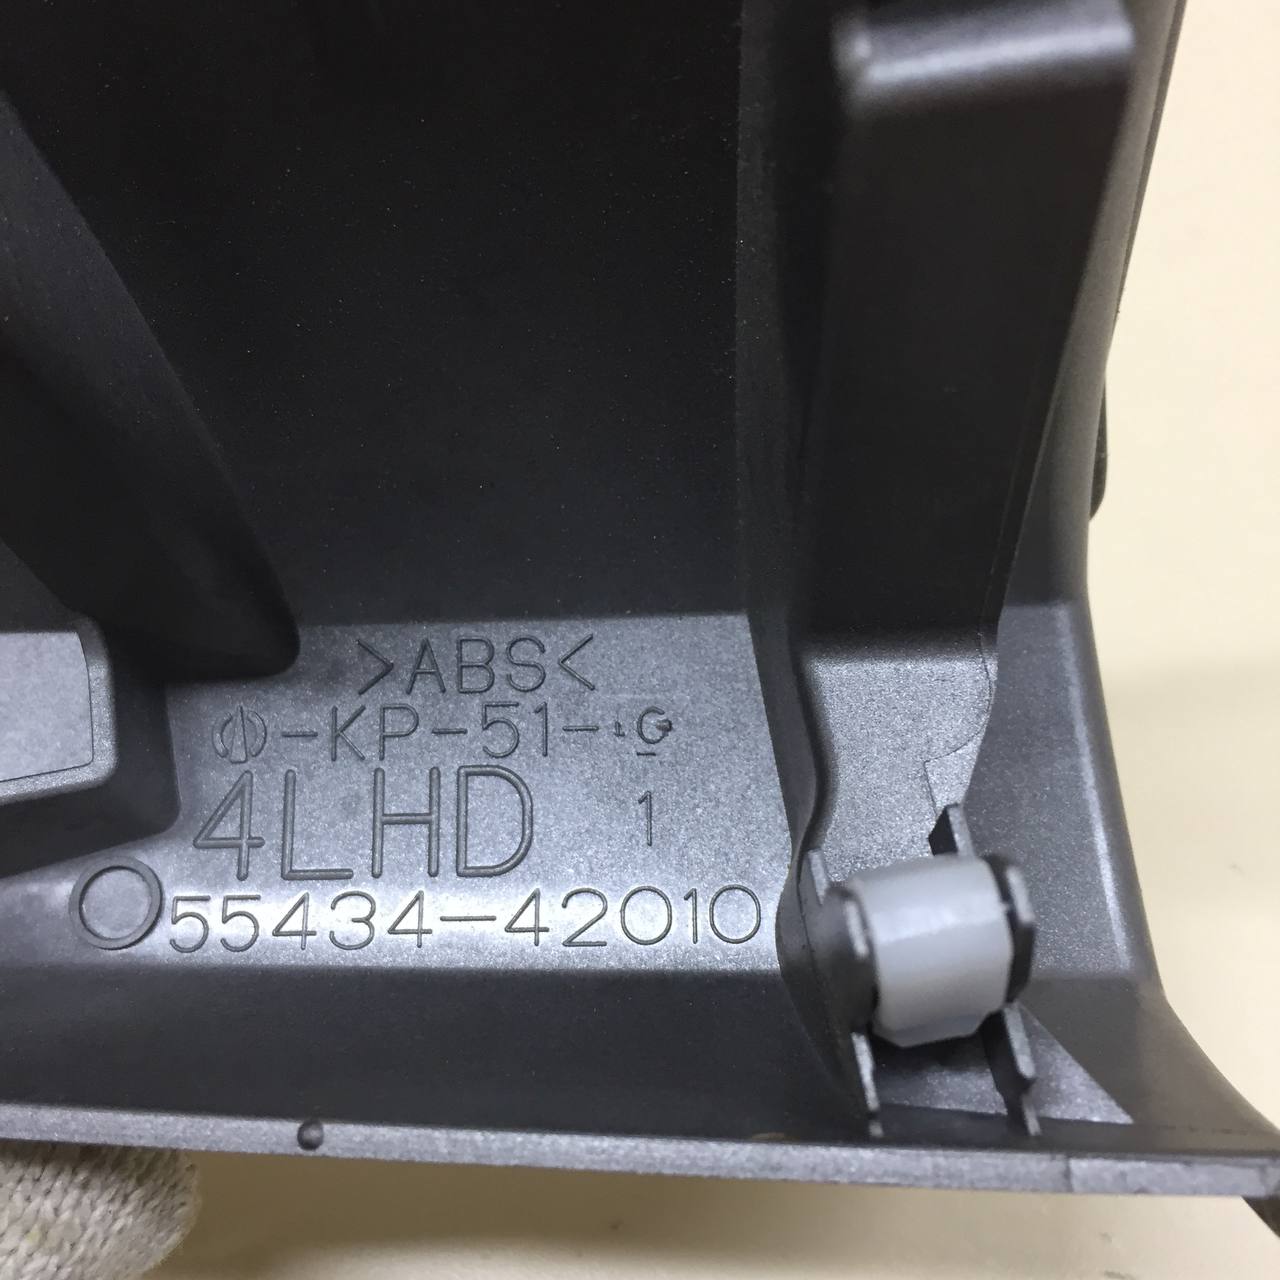 >ABS<
-KP-51-
4LHD 1
55434-42010